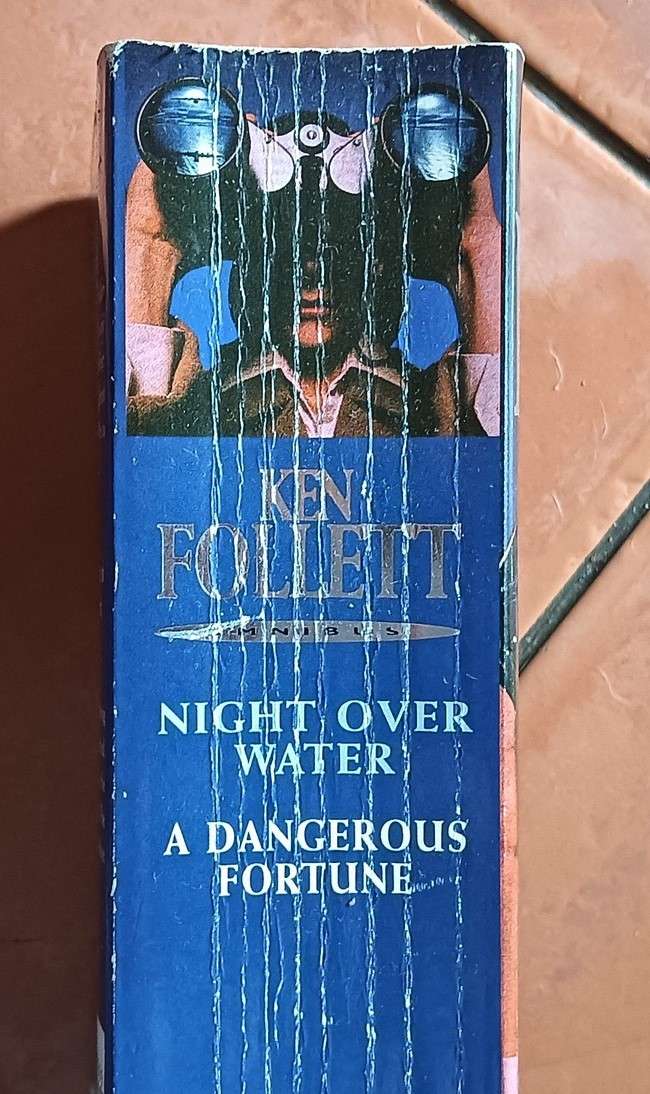 KEN
FOLLETT
OMNIBUS
NIGHT OVER
WATER
A DANGEROUS
FORTUNE